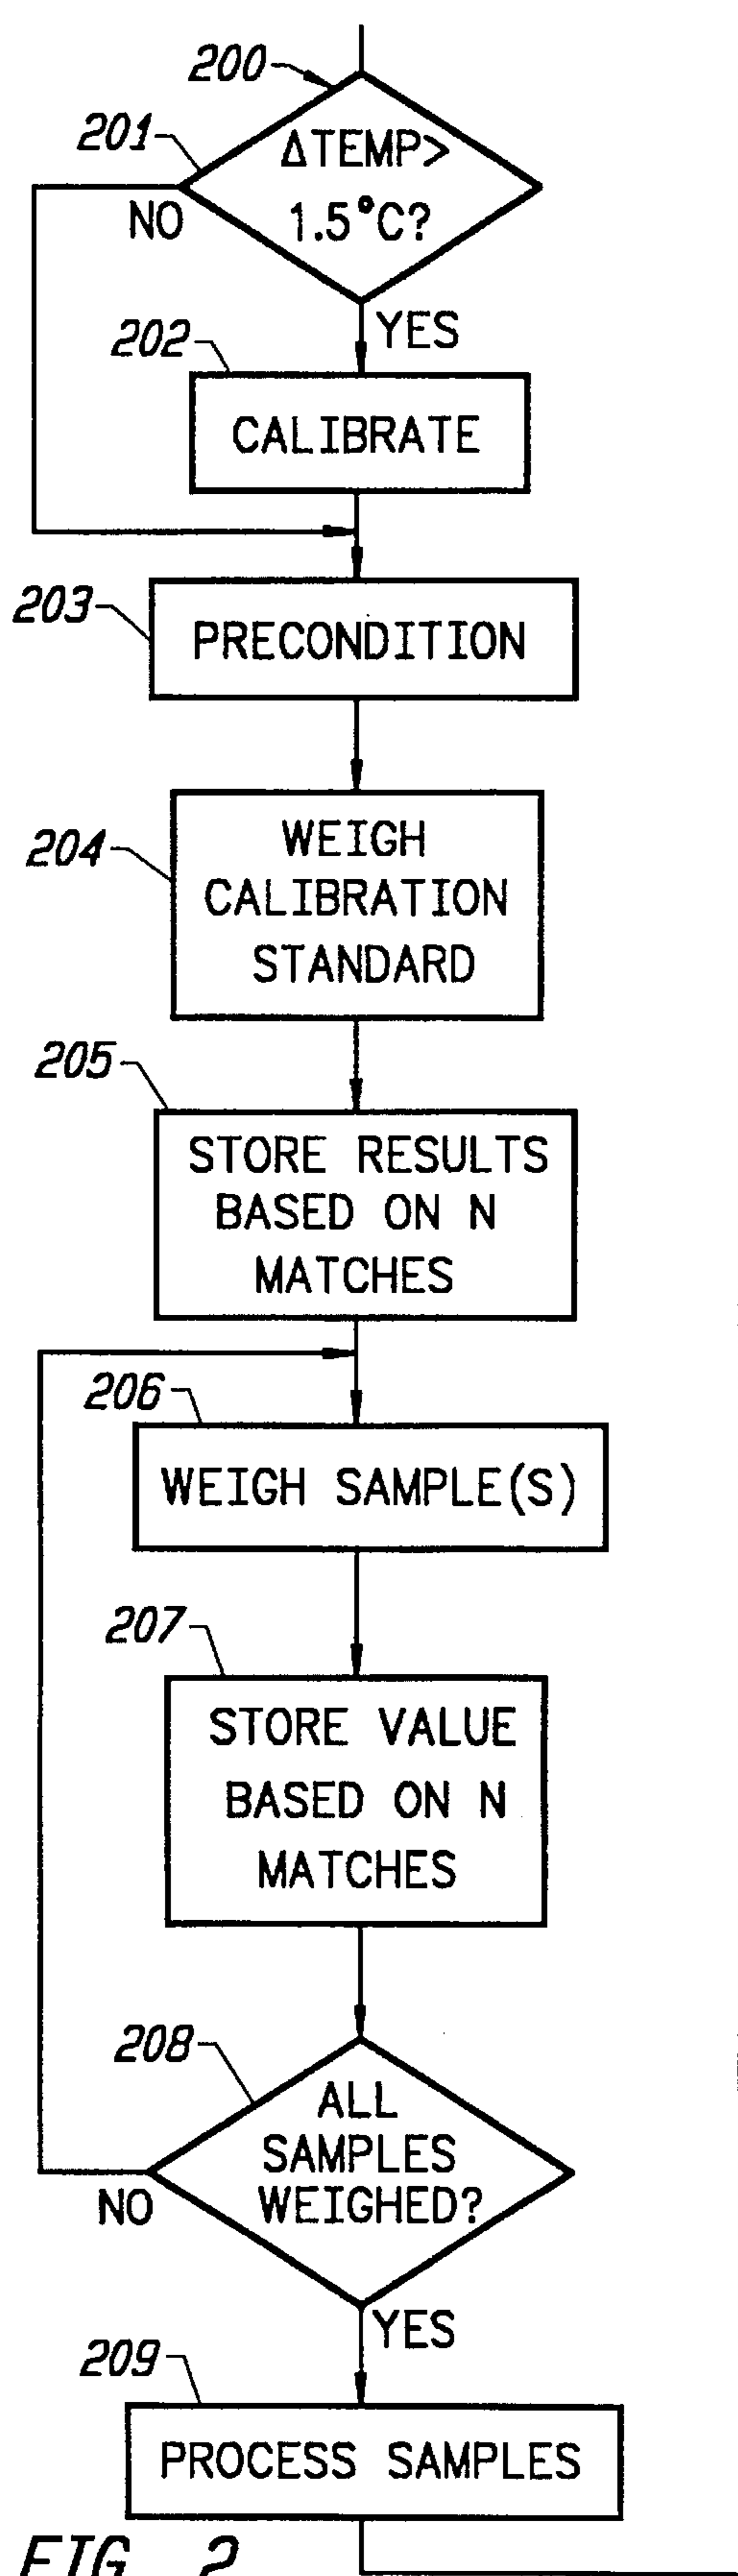 200
201
ΔTEMP>
1.5°C?
NO
YES
202
CALIBRATE
203
PRECONDITION
204
WEIGH
CALIBRATION
STANDARD
205
STORE RESULTS
BASED ON N
MATCHES
206
WEIGH SAMPLE(S)
207
STORE VALUE
BASED ON N
MATCHES
208
ALL
SAMPLES
WEIGHED?
NO
YES
209
PROCESS SAMPLES
FIG. 2